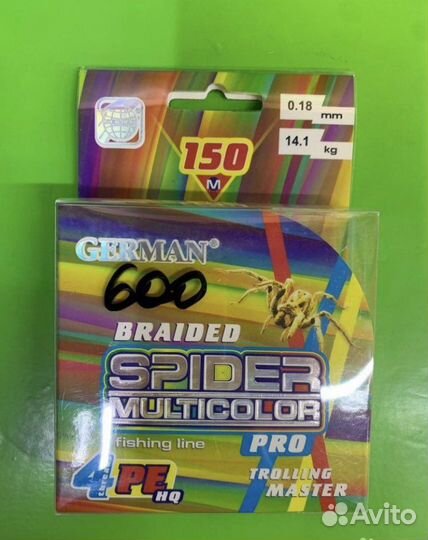 150
M
0.18 mm
14.1 kg
GERMAN®
600
BRAIDED
SPIDER
MULTICOLOR
fishing line
PRO
4 PE HQ
TROLLING
MASTER
Avito